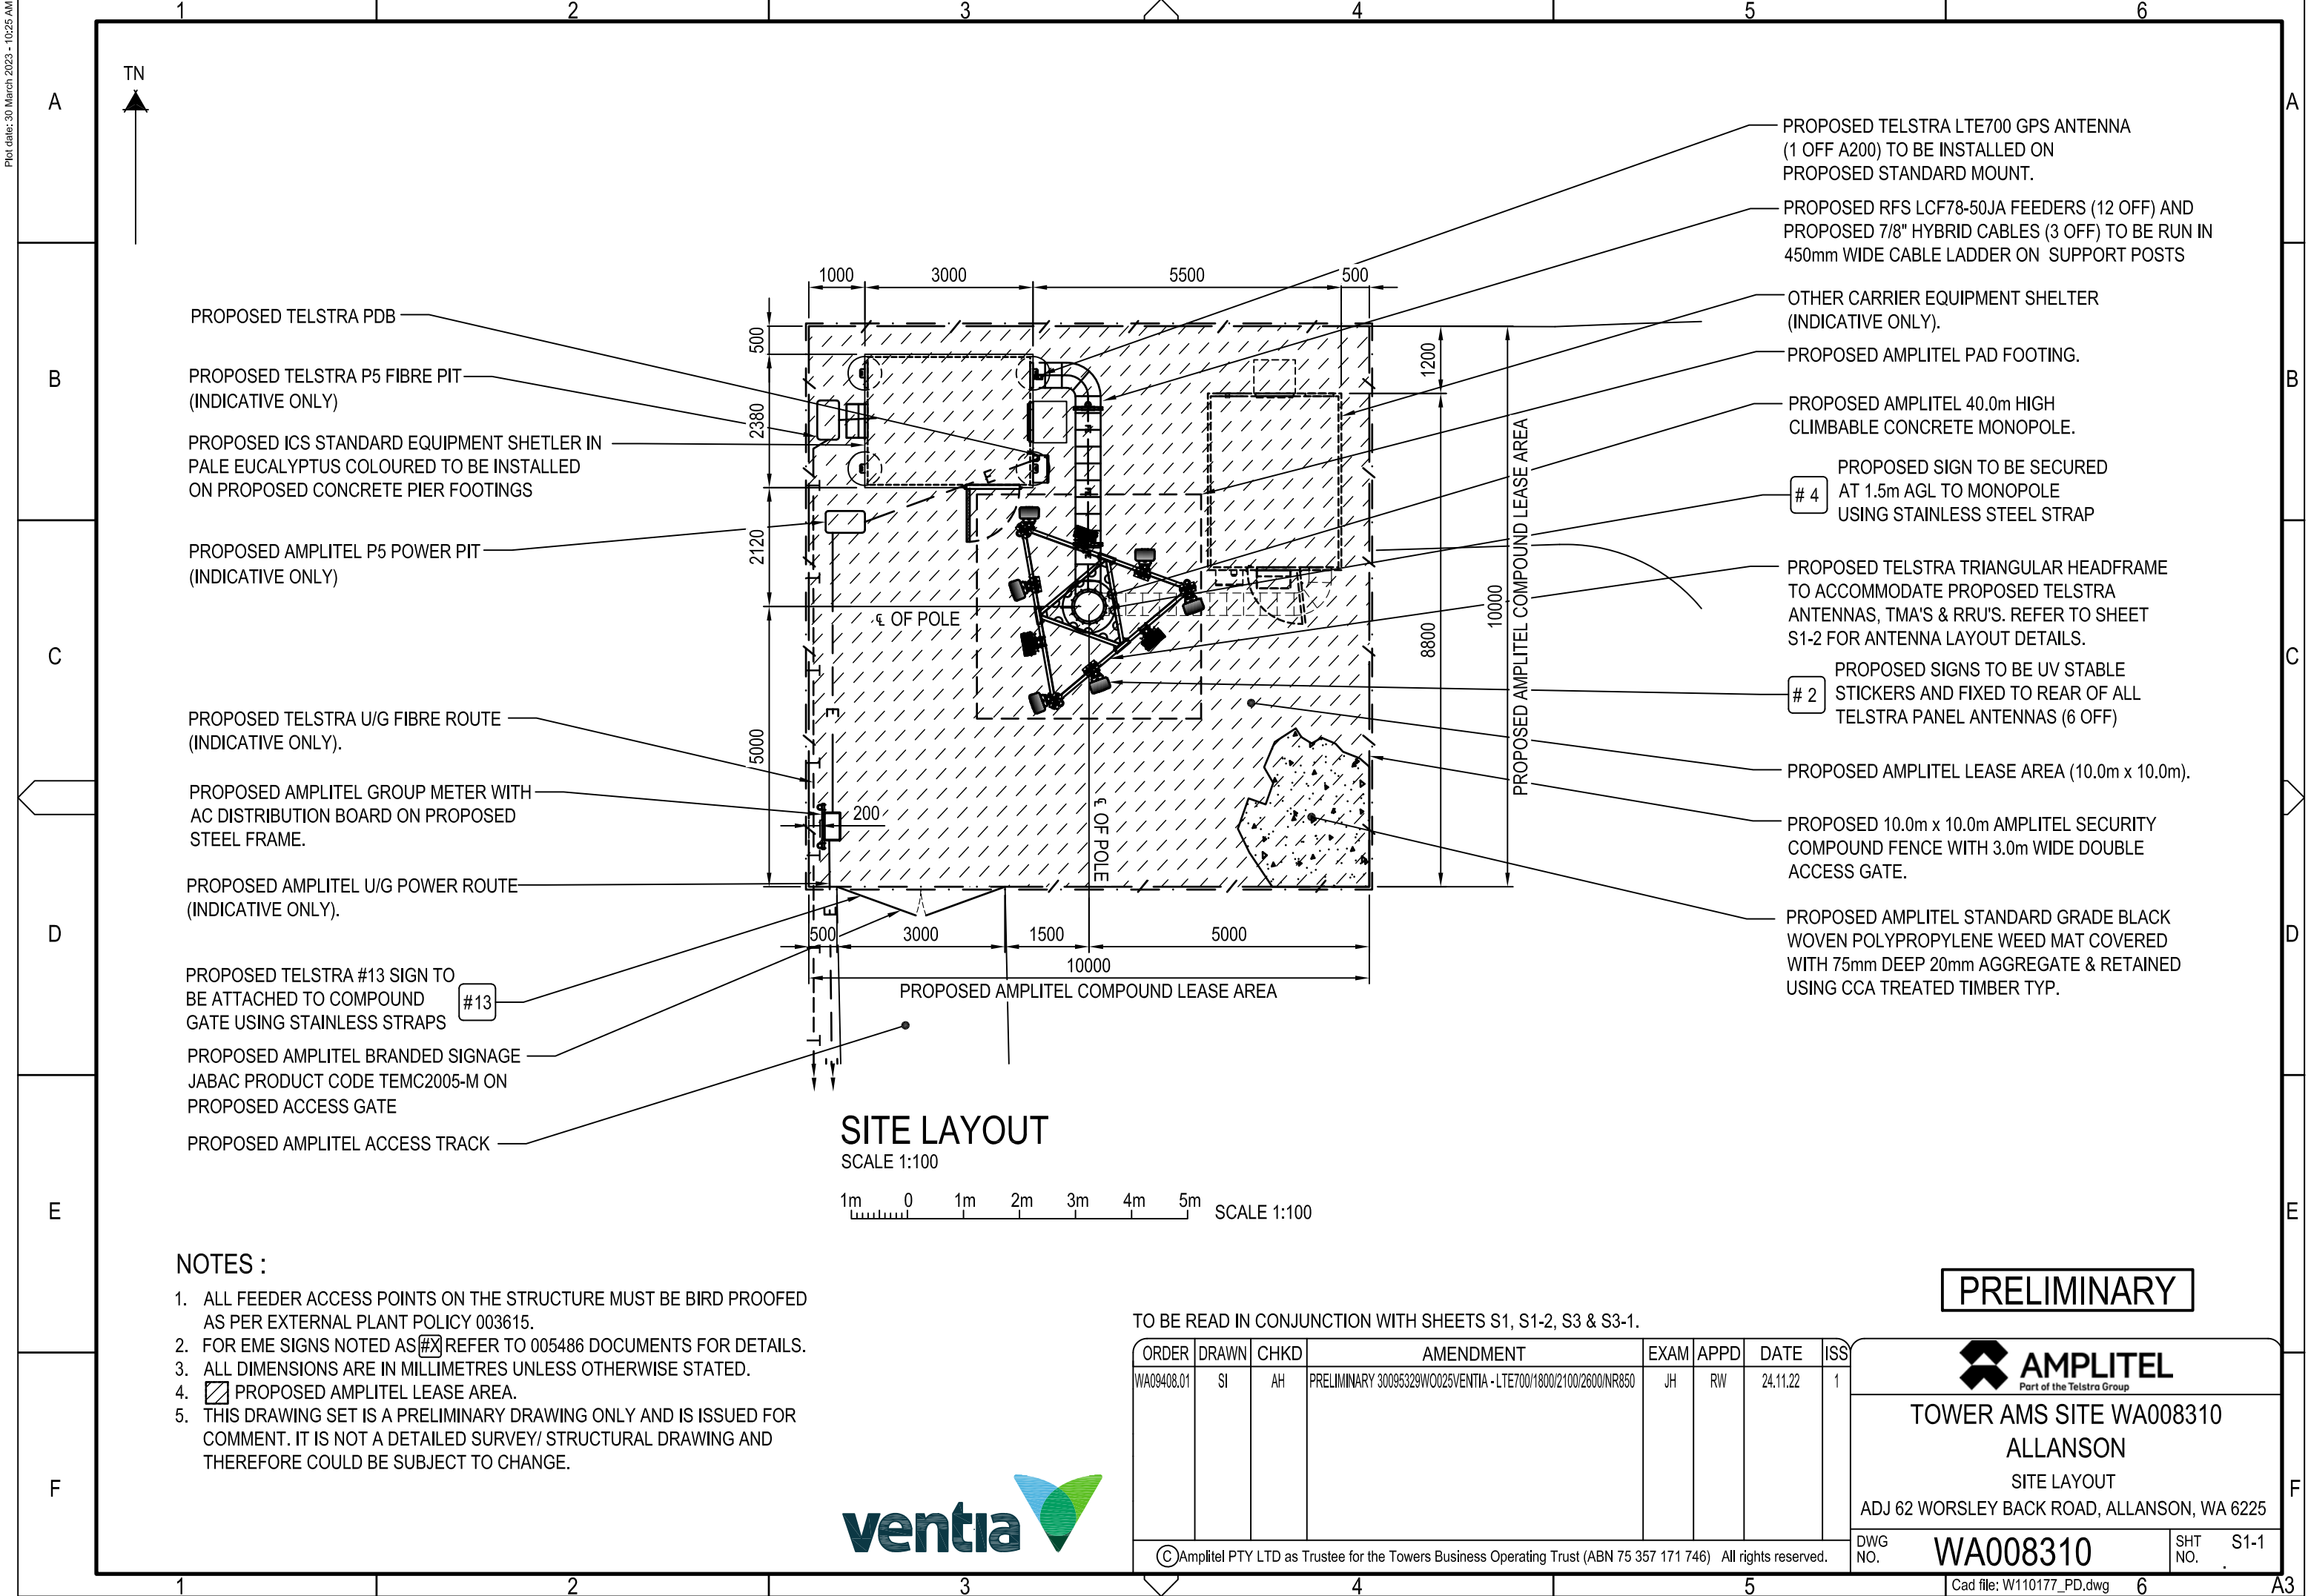 Plot date: 30 March 2023 - 10:25 AM
1 2 3 4 5 6
A
B
C
D
E
F
A
B
C
D
E
F
TN
PROPOSED TELSTRA PDB
PROPOSED TELSTRA P5 FIBRE PIT
(INDICATIVE ONLY)
PROPOSED ICS STANDARD EQUIPMENT SHETLER IN
PALE EUCALYPTUS COLOURED TO BE INSTALLED
ON PROPOSED CONCRETE PIER FOOTINGS
PROPOSED AMPLITEL P5 POWER PIT
(INDICATIVE ONLY)
PROPOSED TELSTRA U/G FIBRE ROUTE
(INDICATIVE ONLY).
PROPOSED AMPLITEL GROUP METER WITH
AC DISTRIBUTION BOARD ON PROPOSED
STEEL FRAME.
PROPOSED AMPLITEL U/G POWER ROUTE
(INDICATIVE ONLY).
PROPOSED TELSTRA #13 SIGN TO
BE ATTACHED TO COMPOUND
GATE USING STAINLESS STRAPS
#13
PROPOSED AMPLITEL BRANDED SIGNAGE
JABAC PRODUCT CODE TEMC2005-M ON
PROPOSED ACCESS GATE
PROPOSED AMPLITEL ACCESS TRACK
1000 3000 5500 500
500
2380
2120
5000
1200
8800
10000
PROPOSED AMPLITEL COMPOUND LEASE AREA
℄ OF POLE
℄ OF POLE
200
E
E
E
T
500 3000 1500 5000
10000
PROPOSED AMPLITEL COMPOUND LEASE AREA
PROPOSED TELSTRA LTE700 GPS ANTENNA
(1 OFF A200) TO BE INSTALLED ON
PROPOSED STANDARD MOUNT.
PROPOSED RFS LCF78-50JA FEEDERS (12 OFF) AND
PROPOSED 7/8" HYBRID CABLES (3 OFF) TO BE RUN IN
450mm WIDE CABLE LADDER ON SUPPORT POSTS
OTHER CARRIER EQUIPMENT SHELTER
(INDICATIVE ONLY).
PROPOSED AMPLITEL PAD FOOTING.
PROPOSED AMPLITEL 40.0m HIGH
CLIMBABLE CONCRETE MONOPOLE.
# 4
PROPOSED SIGN TO BE SECURED
AT 1.5m AGL TO MONOPOLE
USING STAINLESS STEEL STRAP
PROPOSED TELSTRA TRIANGULAR HEADFRAME
TO ACCOMMODATE PROPOSED TELSTRA
ANTENNAS, TMA'S & RRU'S. REFER TO SHEET
S1-2 FOR ANTENNA LAYOUT DETAILS.
# 2
PROPOSED SIGNS TO BE UV STABLE
STICKERS AND FIXED TO REAR OF ALL
TELSTRA PANEL ANTENNAS (6 OFF)
PROPOSED AMPLITEL LEASE AREA (10.0m x 10.0m).
PROPOSED 10.0m x 10.0m AMPLITEL SECURITY
COMPOUND FENCE WITH 3.0m WIDE DOUBLE
ACCESS GATE.
PROPOSED AMPLITEL STANDARD GRADE BLACK
WOVEN POLYPROPYLENE WEED MAT COVERED
WITH 75mm DEEP 20mm AGGREGATE & RETAINED
USING CCA TREATED TIMBER TYP.
SITE LAYOUT
SCALE 1:100
1m 0 1m 2m 3m 4m 5m SCALE 1:100
NOTES :
1. ALL FEEDER ACCESS POINTS ON THE STRUCTURE MUST BE BIRD PROOFED
AS PER EXTERNAL PLANT POLICY 003615.
2. FOR EME SIGNS NOTED AS #X REFER TO 005486 DOCUMENTS FOR DETAILS.
3. ALL DIMENSIONS ARE IN MILLIMETRES UNLESS OTHERWISE STATED.
4. PROPOSED AMPLITEL LEASE AREA.
5. THIS DRAWING SET IS A PRELIMINARY DRAWING ONLY AND IS ISSUED FOR
COMMENT. IT IS NOT A DETAILED SURVEY/ STRUCTURAL DRAWING AND
THEREFORE COULD BE SUBJECT TO CHANGE.
ventia
PRELIMINARY
TO BE READ IN CONJUNCTION WITH SHEETS S1, S1-2, S3 & S3-1.
ORDER DRAWN CHKD AMENDMENT EXAM APPD DATE ISS
WA09408.01 SI AH PRELIMINARY 30095329WO025VENTIA - LTE700/1800/2100/2600/NR850 JH RW 24.11.22 1
© Amplitel PTY LTD as Trustee for the Towers Business Operating Trust (ABN 75 357 171 746) All rights reserved.
AMPLITEL
Part of the Telstra Group
TOWER AMS SITE WA008310
ALLANSON
SITE LAYOUT
ADJ 62 WORSLEY BACK ROAD, ALLANSON, WA 6225
DWG NO. WA008310 SHT NO. S1-1
1 2 3 4 5 6
Cad file: W110177_PD.dwg
A3